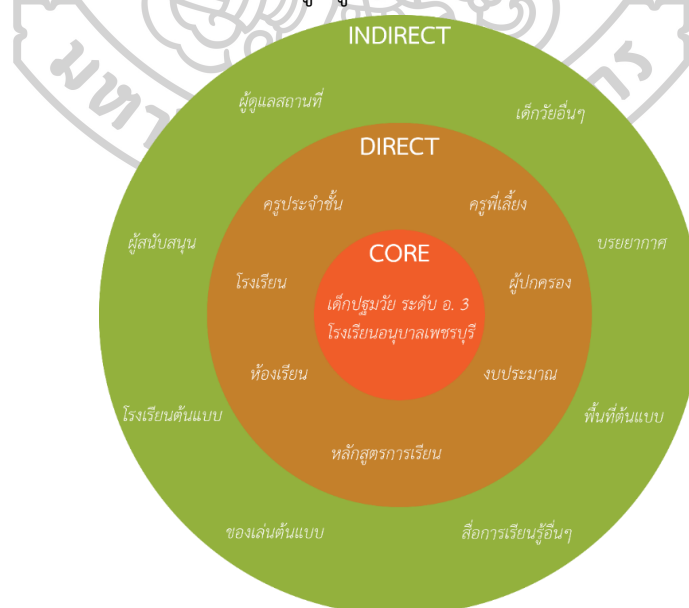 INDIRECT
ผู้ดูแลสถานที่
เด็กวัยอื่นๆ
DIRECT
ครูประจำชั้น
ครูพี่เลี้ยง
ผู้สนับสนุน
บรยยากาศ
CORE
โรงเรียน
ผู้ปกครอง
เด็กปฐมวัย ระดับ อ. 3
โรงเรียนอนุบาลเพชรบุรี
ห้องเรียน
งบประมาณ
โรงเรียนต้นแบบ
พื้นที่ต้นแบบ
หลักสูตรการเรียน
ของเล่นต้นแบบ
สื่อการเรียนรู้อื่นๆ